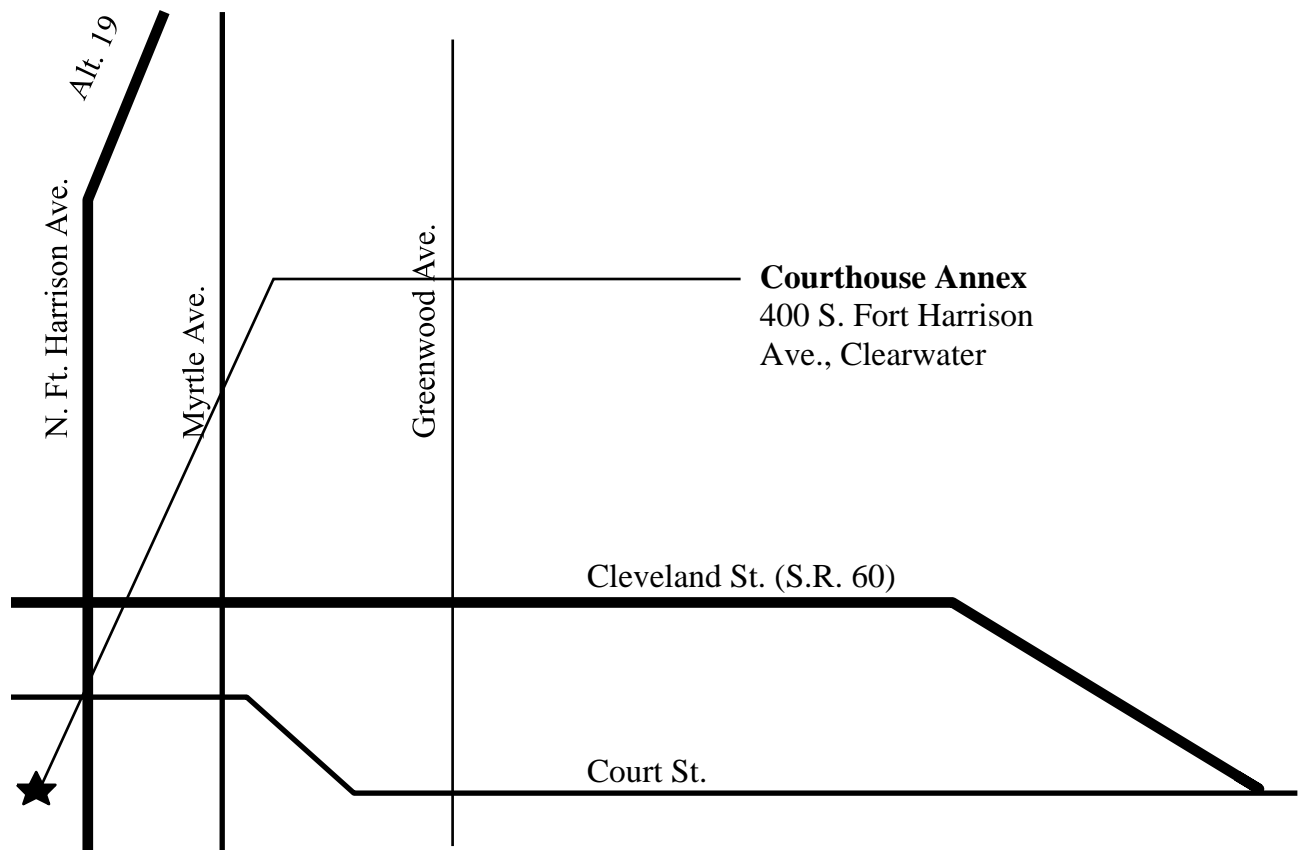 Alt. 19
N. Ft. Harrison Ave.
Myrtle Ave.
Greenwood Ave.
Courthouse Annex
400 S. Fort Harrison
Ave., Clearwater
Cleveland St. (S.R. 60)
Court St.